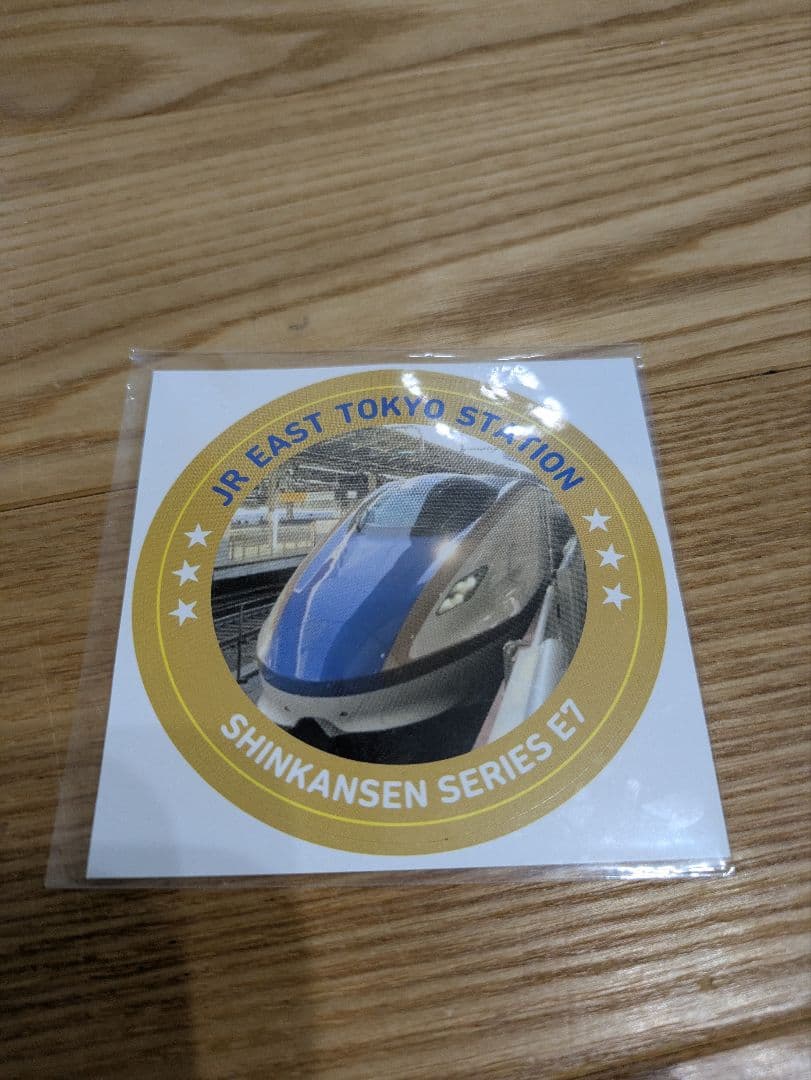 JR EAST TOKYO STATION
SHINKANSEN SERIES E7